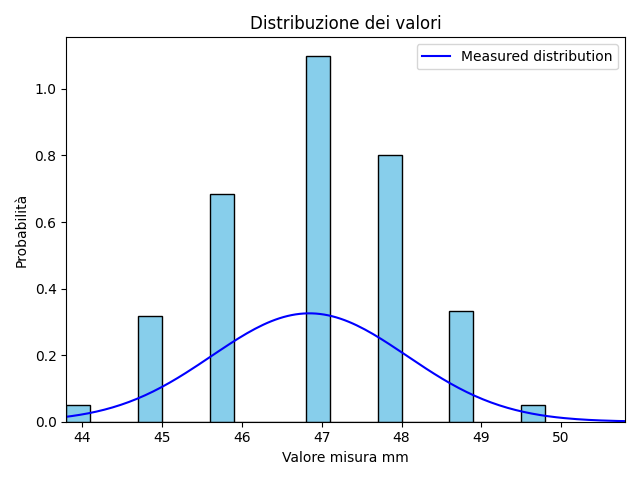 Distribuzione dei valori
Measured distribution
Probabilità
1.0
0.8
0.6
0.4
0.2
0.0
44 45 46 47 48 49 50
Valore misura mm